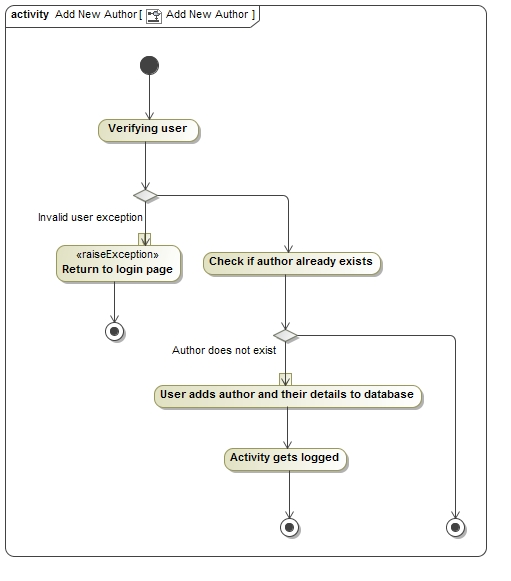 activity Add New Author [ Add New Author ]
Verifying user
Invalid user exception
«raiseException»
Return to login page
Check if author already exists
Author does not exist
User adds author and their details to database
Activity gets logged